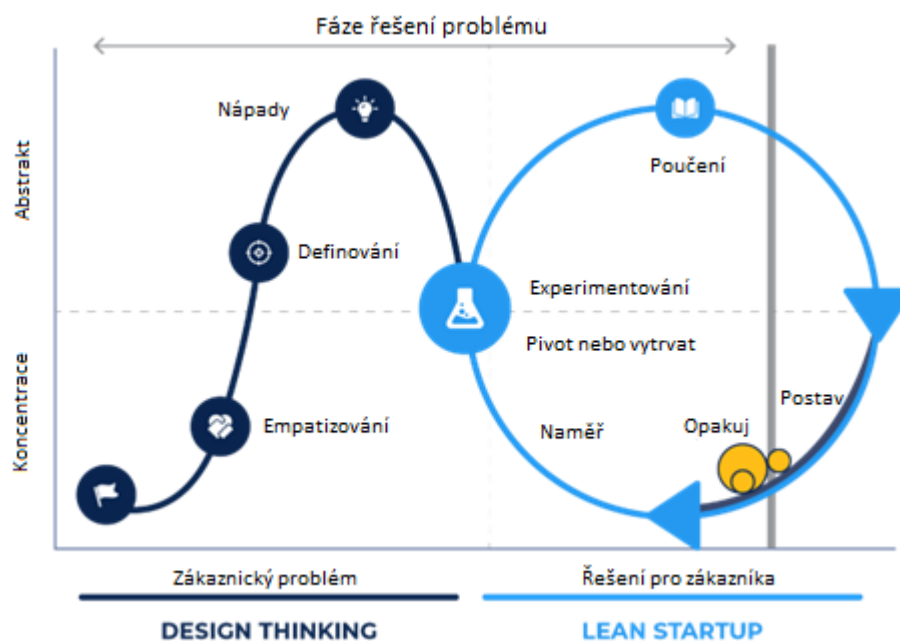 Fáze řešení problému
Nápady
Poučení
Abstrakt
Definování
Experimentování
Pivot nebo vytrvat
Koncentrace
Empatizování
Naměř
Opakuj
Postav
Zákaznický problém
Řešení pro zákazníka
DESIGN THINKING
LEAN STARTUP